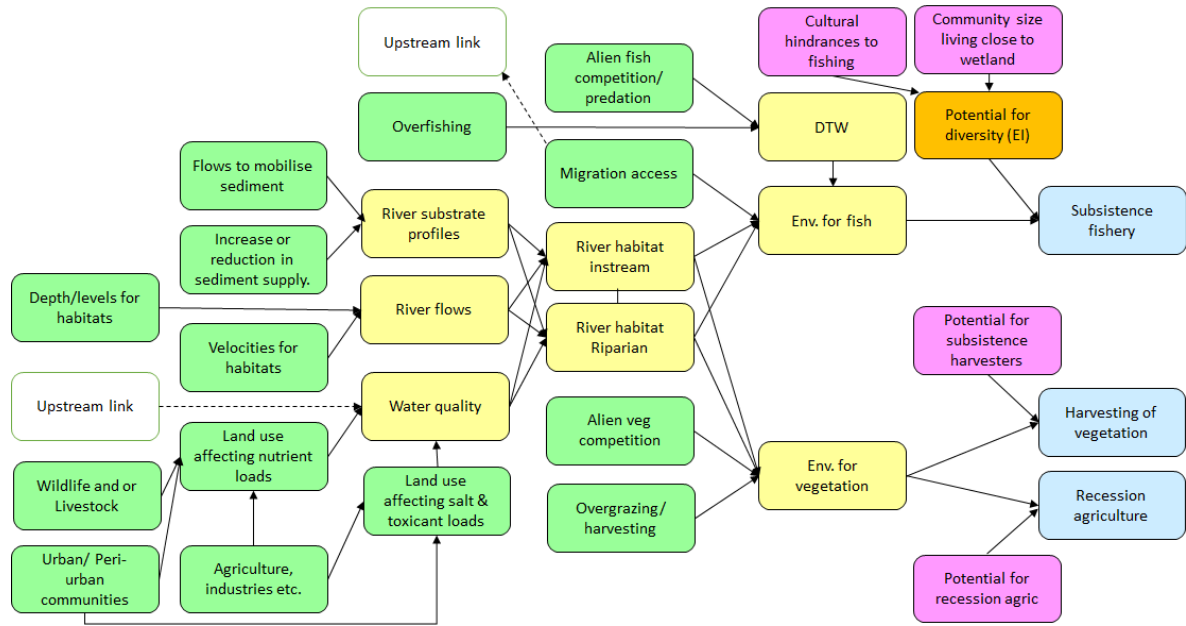 Cultural
hindrances to
fishing
Community size
living close to
wetland
Upstream link
Alien fish
competition/
predation
Overfishing
DTW
Potential for
diversity (EI)
Flows to mobilise
sediment
Migration access
River substrate
profiles
Env. for fish
Subsistence
fishery
Increase or
reduction in
sediment supply.
River habitat
instream
Depth/levels for
habitats
River flows
River habitat
Riparian
Potential for
subsistence
harvesters
Velocities for
habitats
Upstream link
Water quality
Alien veg
competition
Harvesting of
vegetation
Land use
affecting nutrient
loads
Wildlife and or
Livestock
Land use
affecting salt &
toxicant loads
Env. for
vegetation
Overgrazing/
harvesting
Recession
agriculture
Urban/ Peri-
urban
communities
Agriculture,
industries etc.
Potential for
recession agric